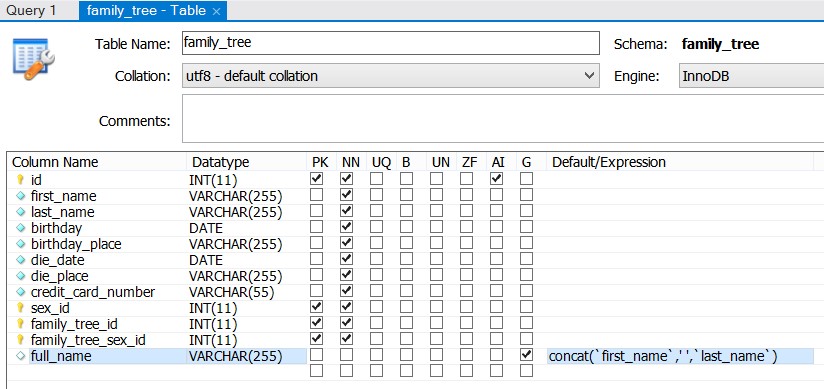 Query 1 family_tree - Table ×
Table Name: family_tree Schema: family_tree
Collation: utf8 - default collation Engine: InnoDB
Comments:
Column Name Datatype PK NN UQ B UN ZF AI G Default/Expression
id INT(11)
first_name VARCHAR(255)
last_name VARCHAR(255)
birthday DATE
birthday_place VARCHAR(255)
die_date DATE
die_place VARCHAR(255)
credit_card_number VARCHAR(55)
sex_id INT(11)
family_tree_id INT(11)
family_tree_sex_id INT(11)
full_name VARCHAR(255) concat(`first_name`,' ',`last_name`)